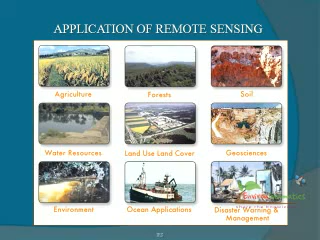 APPLICATION OF REMOTE SENSING
Agriculture
Forests
Soil
Water Resources
Land Use Land Cover
Geosciences
Environment
Ocean Applications
Disaster Warning &
Management